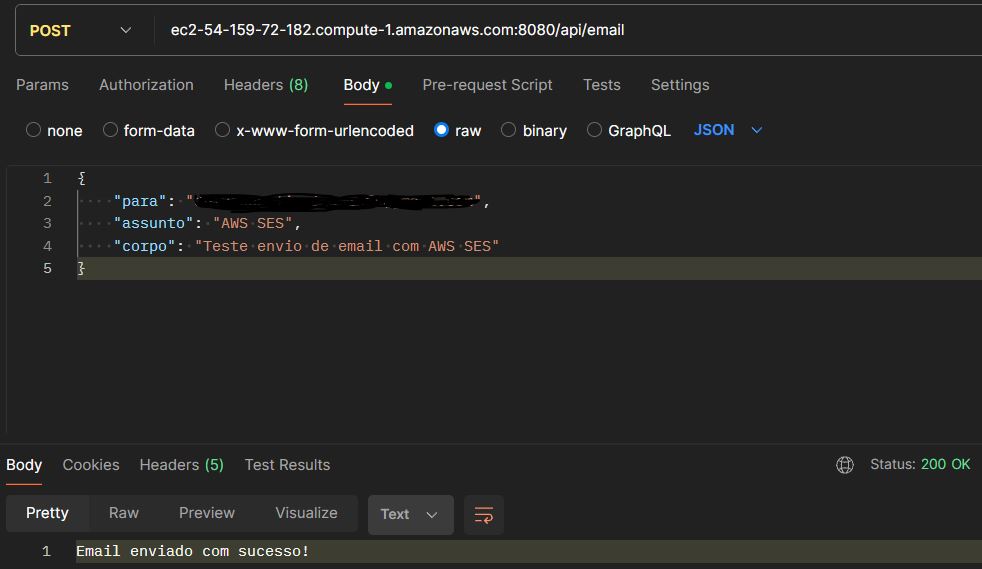 POST ec2-54-159-72-182.compute-1.amazonaws.com:8080/api/email
Params Authorization Headers (8) Body Pre-request Script Tests Settings
none form-data x-www-form-urlencoded raw binary GraphQL JSON
1 {
2 "para": "",
3 "assunto": "AWS SES",
4 "corpo": "Teste envio de email com AWS SES"
5 }
Body Cookies Headers (5) Test Results Status: 200 OK
Pretty Raw Preview Visualize Text
1 Email enviado com sucesso!